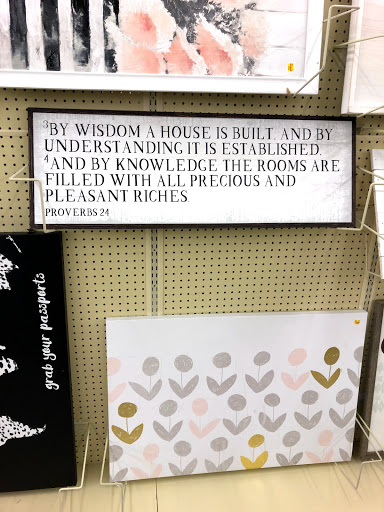 ³BY WISDOM A HOUSE IS BUILT, AND BY
UNDERSTANDING IT IS ESTABLISHED,
⁴AND BY KNOWLEDGE THE ROOMS ARE
FILLED WITH ALL PRECIOUS AND
PLEASANT RICHES
PROVERBS 24
grab your passports